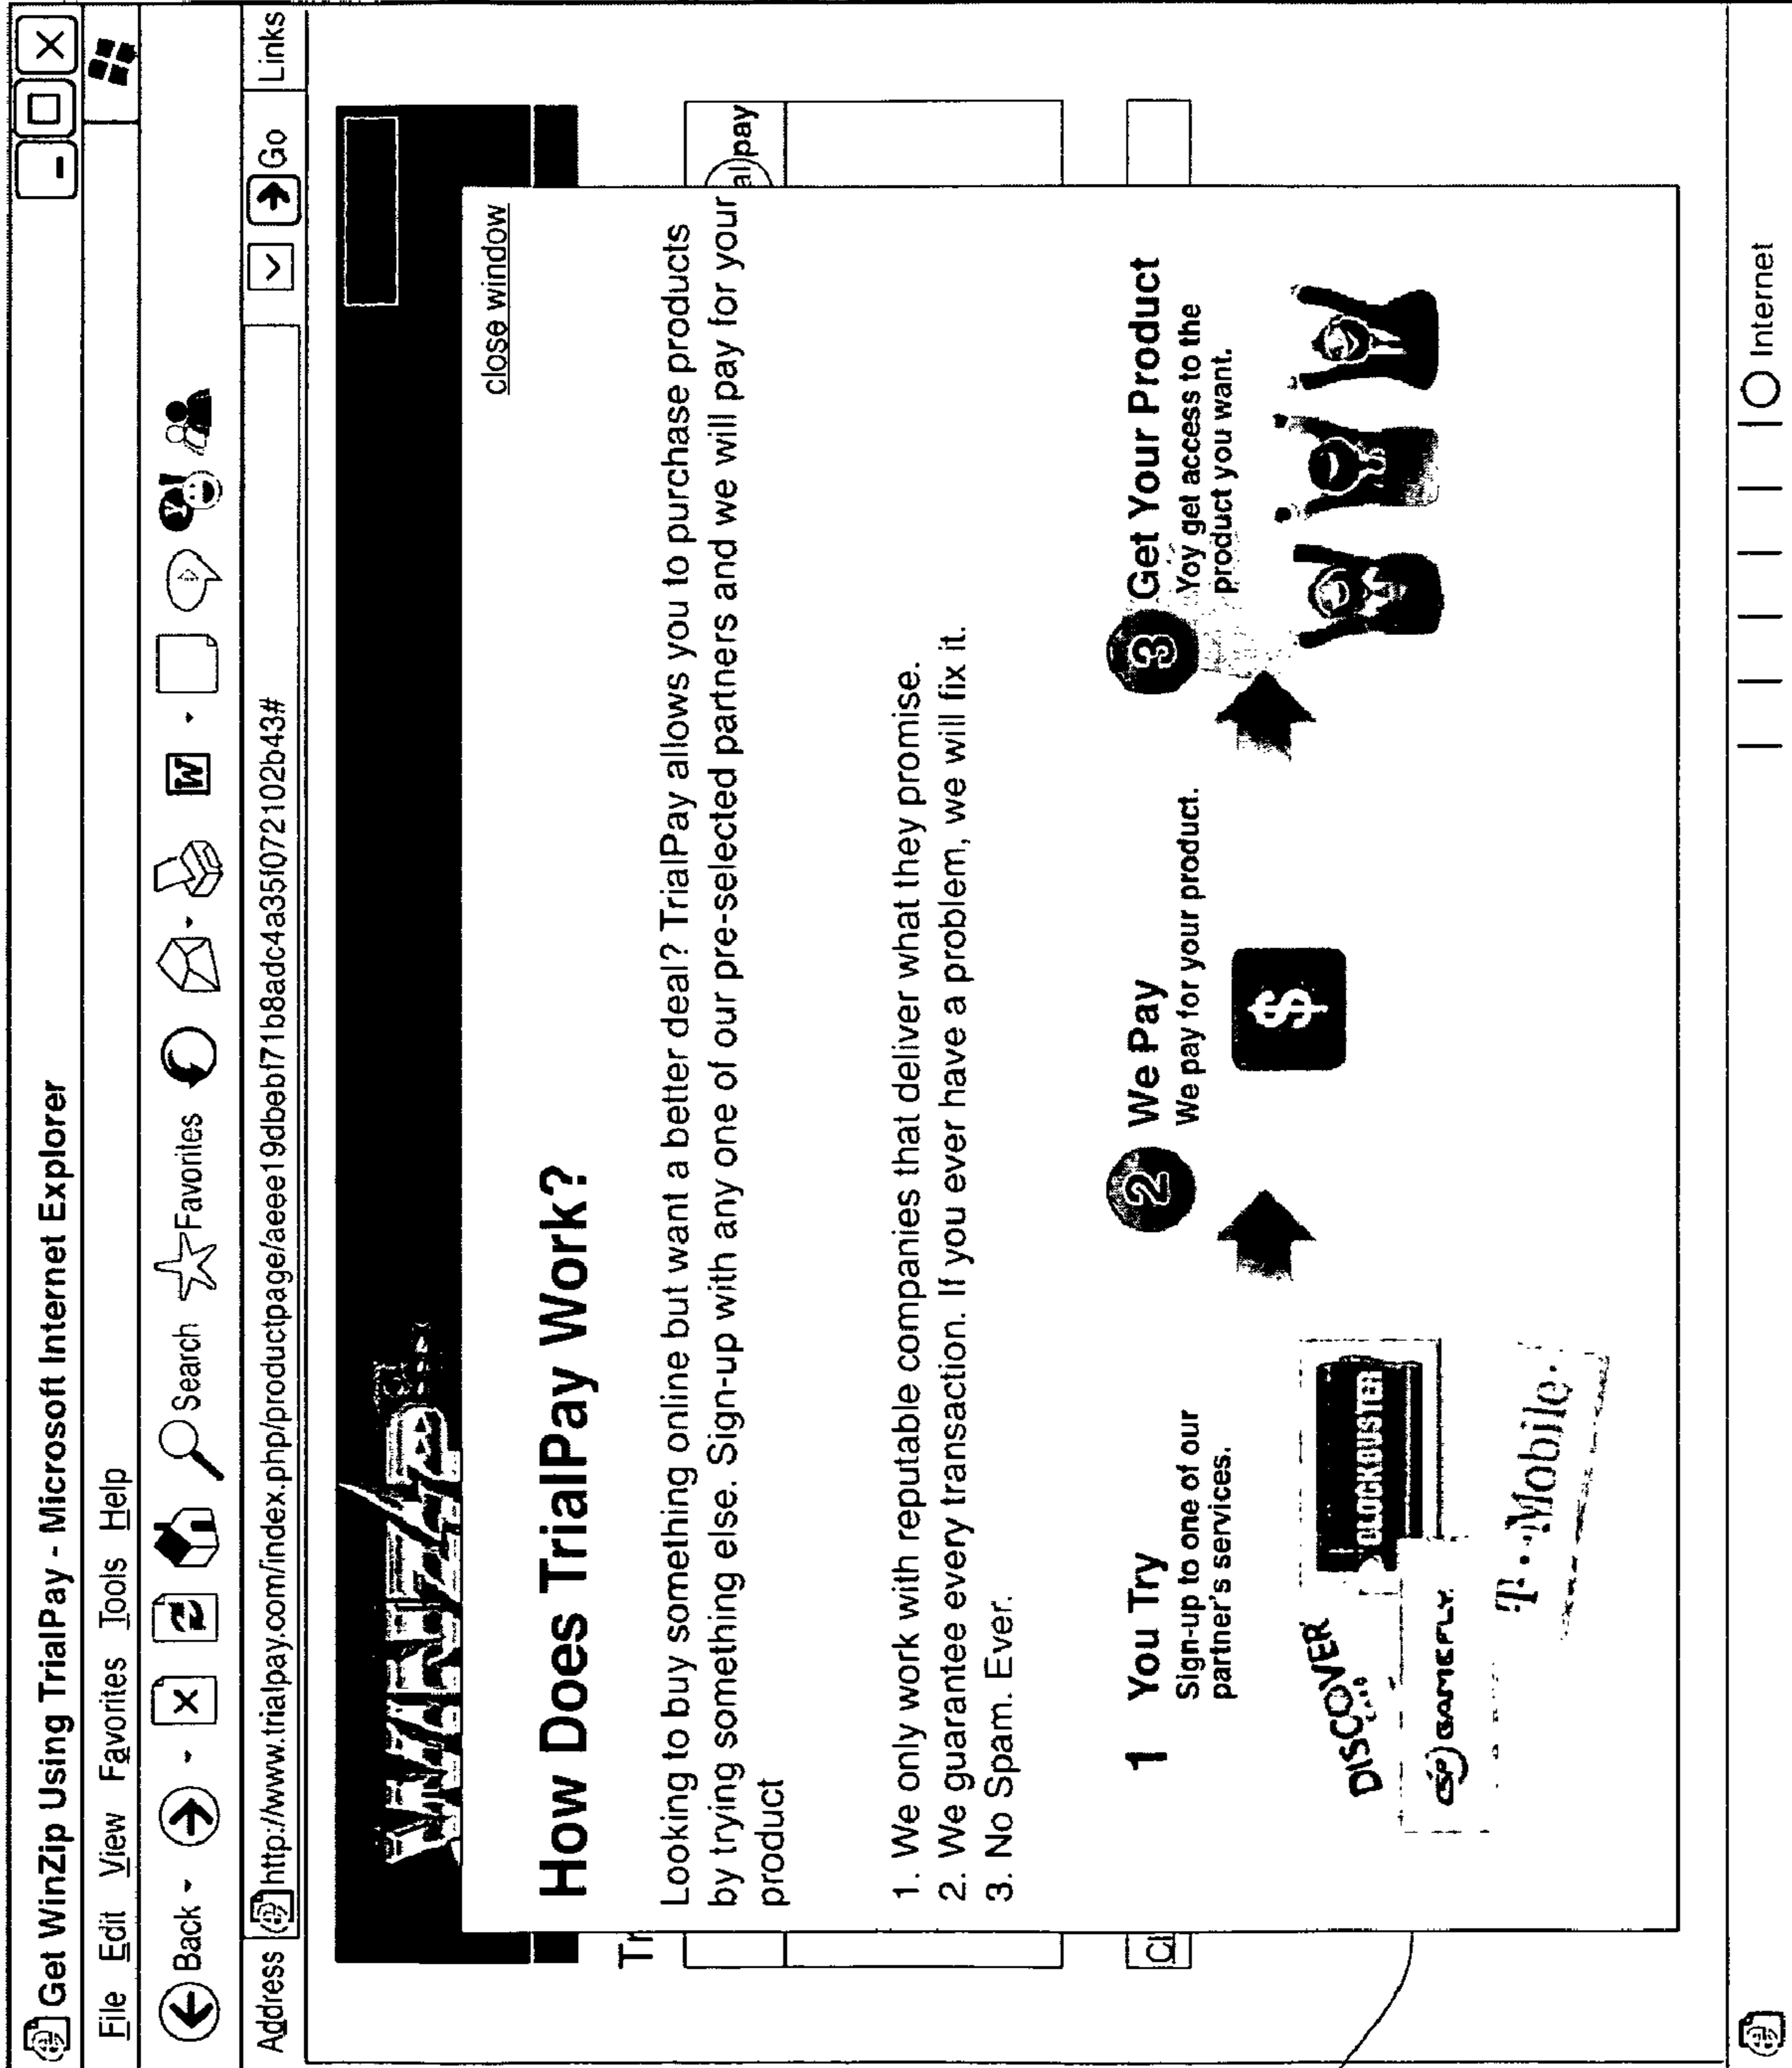 Get WinZip Using TrialPay - Microsoft Internet Explorer
File Edit View Favorites Tools Help
Back Search Favorites W Y!
Address http://www.trialpay.com/index.php/productpage/aeee19dbebf71b8adc4a35f072102b43# Go Links
close window
How Does TrialPay Work?
Tr
al pay
Looking to buy something online but want a better deal? TrialPay allows you to purchase products
by trying something else. Sign-up with any one of our pre-selected partners and we will pay for your
product
1. We only work with reputable companies that deliver what they promise.
2. We guarantee every transaction. If you ever have a problem, we will fix it.
3. No Spam. Ever.
Cl
1 You Try
Sign-up to one of our
partner's services.
DISCOVER
BLOCKBUSTER
GAMEFLY
T Mobile
2 We Pay
We pay for your product.
$
3 Get Your Product
Yoy get access to the
product you want.
Internet